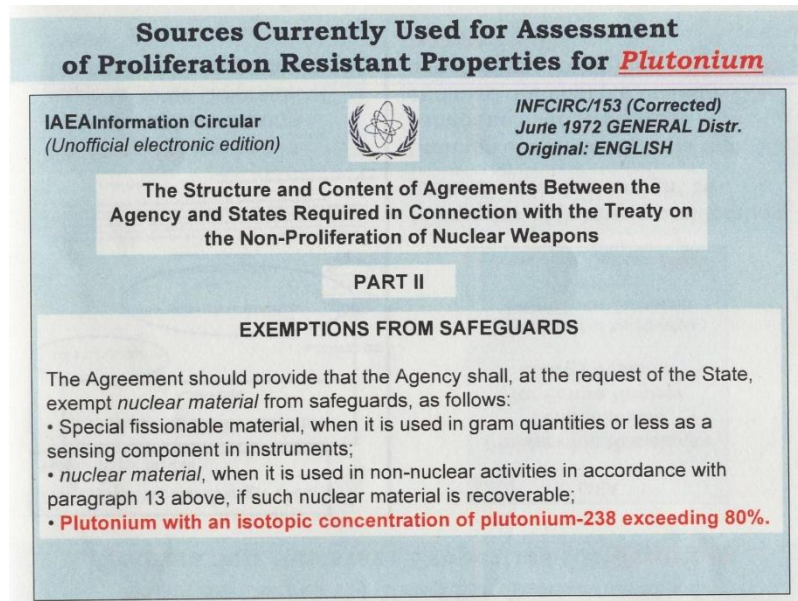 Sources Currently Used for Assessment
of Proliferation Resistant Properties for Plutonium
IAEAInformation Circular
(Unofficial electronic edition)
INFCIRC/153 (Corrected)
June 1972 GENERAL Distr.
Original: ENGLISH
The Structure and Content of Agreements Between the
Agency and States Required in Connection with the Treaty on
the Non-Proliferation of Nuclear Weapons
PART II
EXEMPTIONS FROM SAFEGUARDS
The Agreement should provide that the Agency shall, at the request of the State,
exempt nuclear material from safeguards, as follows:
• Special fissionable material, when it is used in gram quantities or less as a
sensing component in instruments;
• nuclear material, when it is used in non-nuclear activities in accordance with
paragraph 13 above, if such nuclear material is recoverable;
• Plutonium with an isotopic concentration of plutonium-238 exceeding 80%.